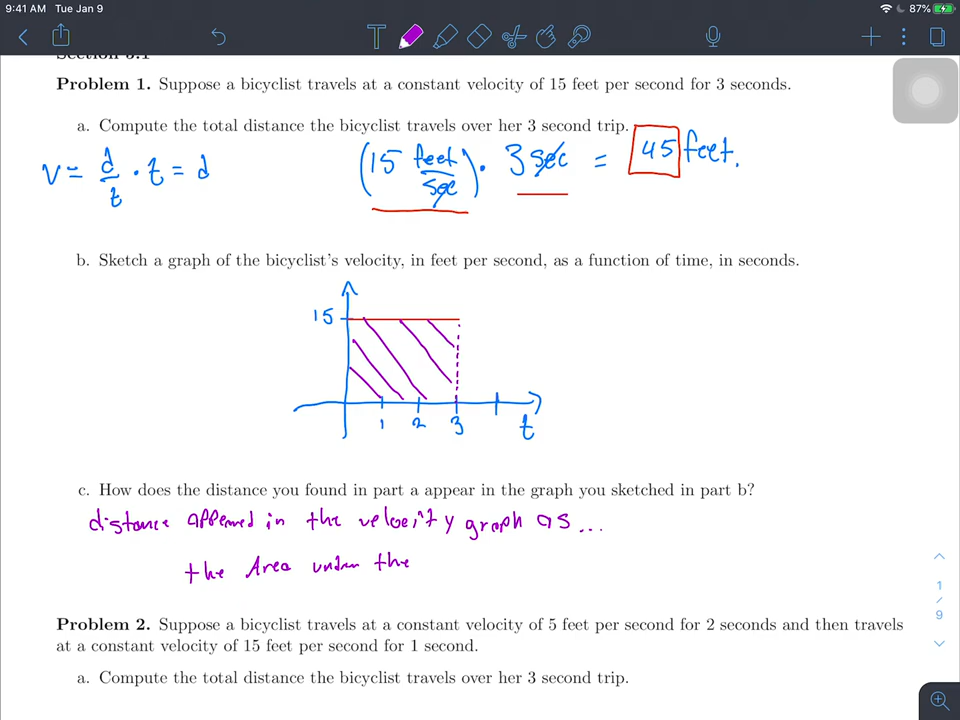 9:41 AM Tue Jan 9 87%
Section 5.1
Problem 1. Suppose a bicyclist travels at a constant velocity of 15 feet per second for 3 seconds.
a. Compute the total distance the bicyclist travels over her 3 second trip.
v = d/t · t = d (15 feet/sec) · 3 sec = 45 feet.
b. Sketch a graph of the bicyclist's velocity, in feet per second, as a function of time, in seconds.
15
1 2 3 t
c. How does the distance you found in part a appear in the graph you sketched in part b?
distance appeared in the velocity graph as ...
the Area under the
Problem 2. Suppose a bicyclist travels at a constant velocity of 5 feet per second for 2 seconds and then travels
at a constant velocity of 15 feet per second for 1 second.
a. Compute the total distance the bicyclist travels over her 3 second trip.
1
/
9